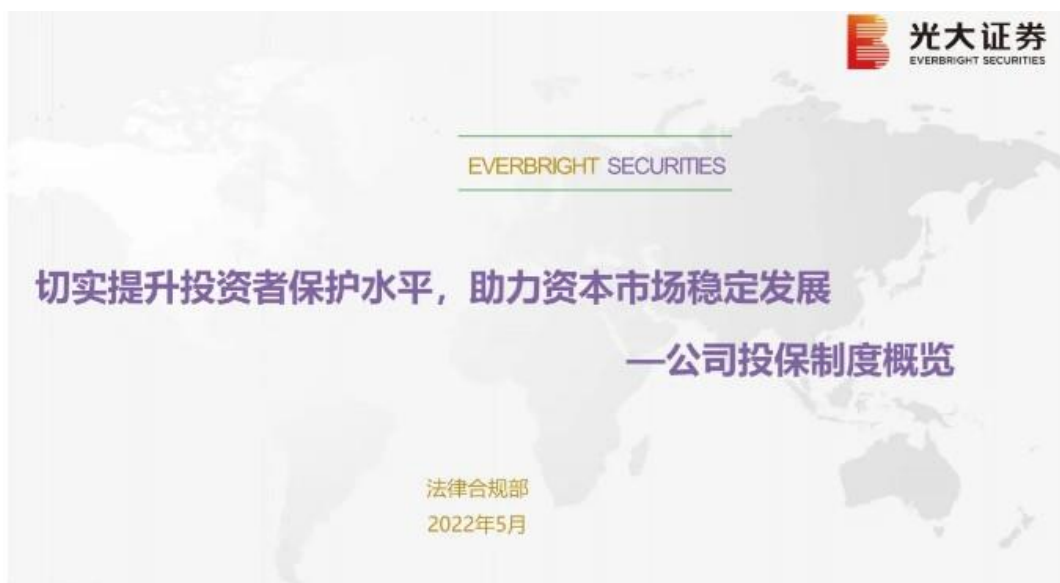 光大证券
EVERBRIGHT SECURITIES
EVERBRIGHT SECURITIES
切实提升投资者保护水平，助力资本市场稳定发展
—公司投保制度概览
法律合规部
2022年5月